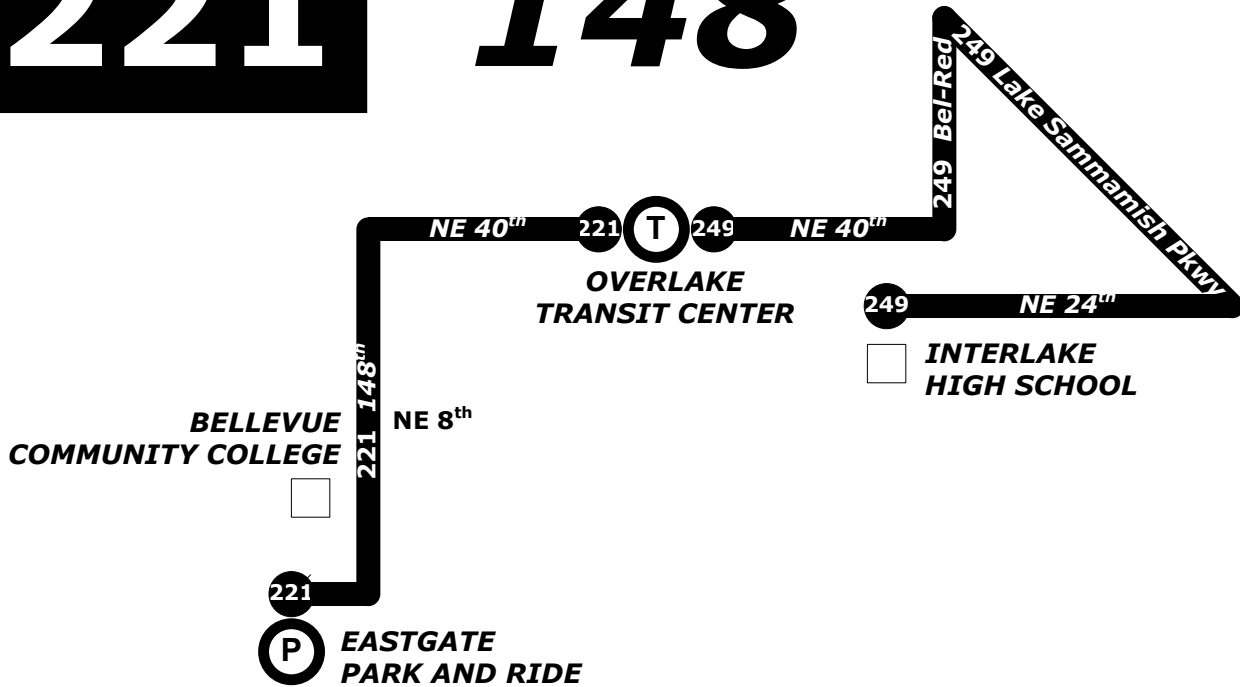 221 148
249 Lake Sammamish Pkwy
249 Bel-Red
NE 40th
221
T
249
NE 40th
OVERLAKE
TRANSIT CENTER
249
NE 24th
INTERLAKE
HIGH SCHOOL
221 148th
NE 8th
BELLEVUE
COMMUNITY COLLEGE
221
P
EASTGATE
PARK AND RIDE